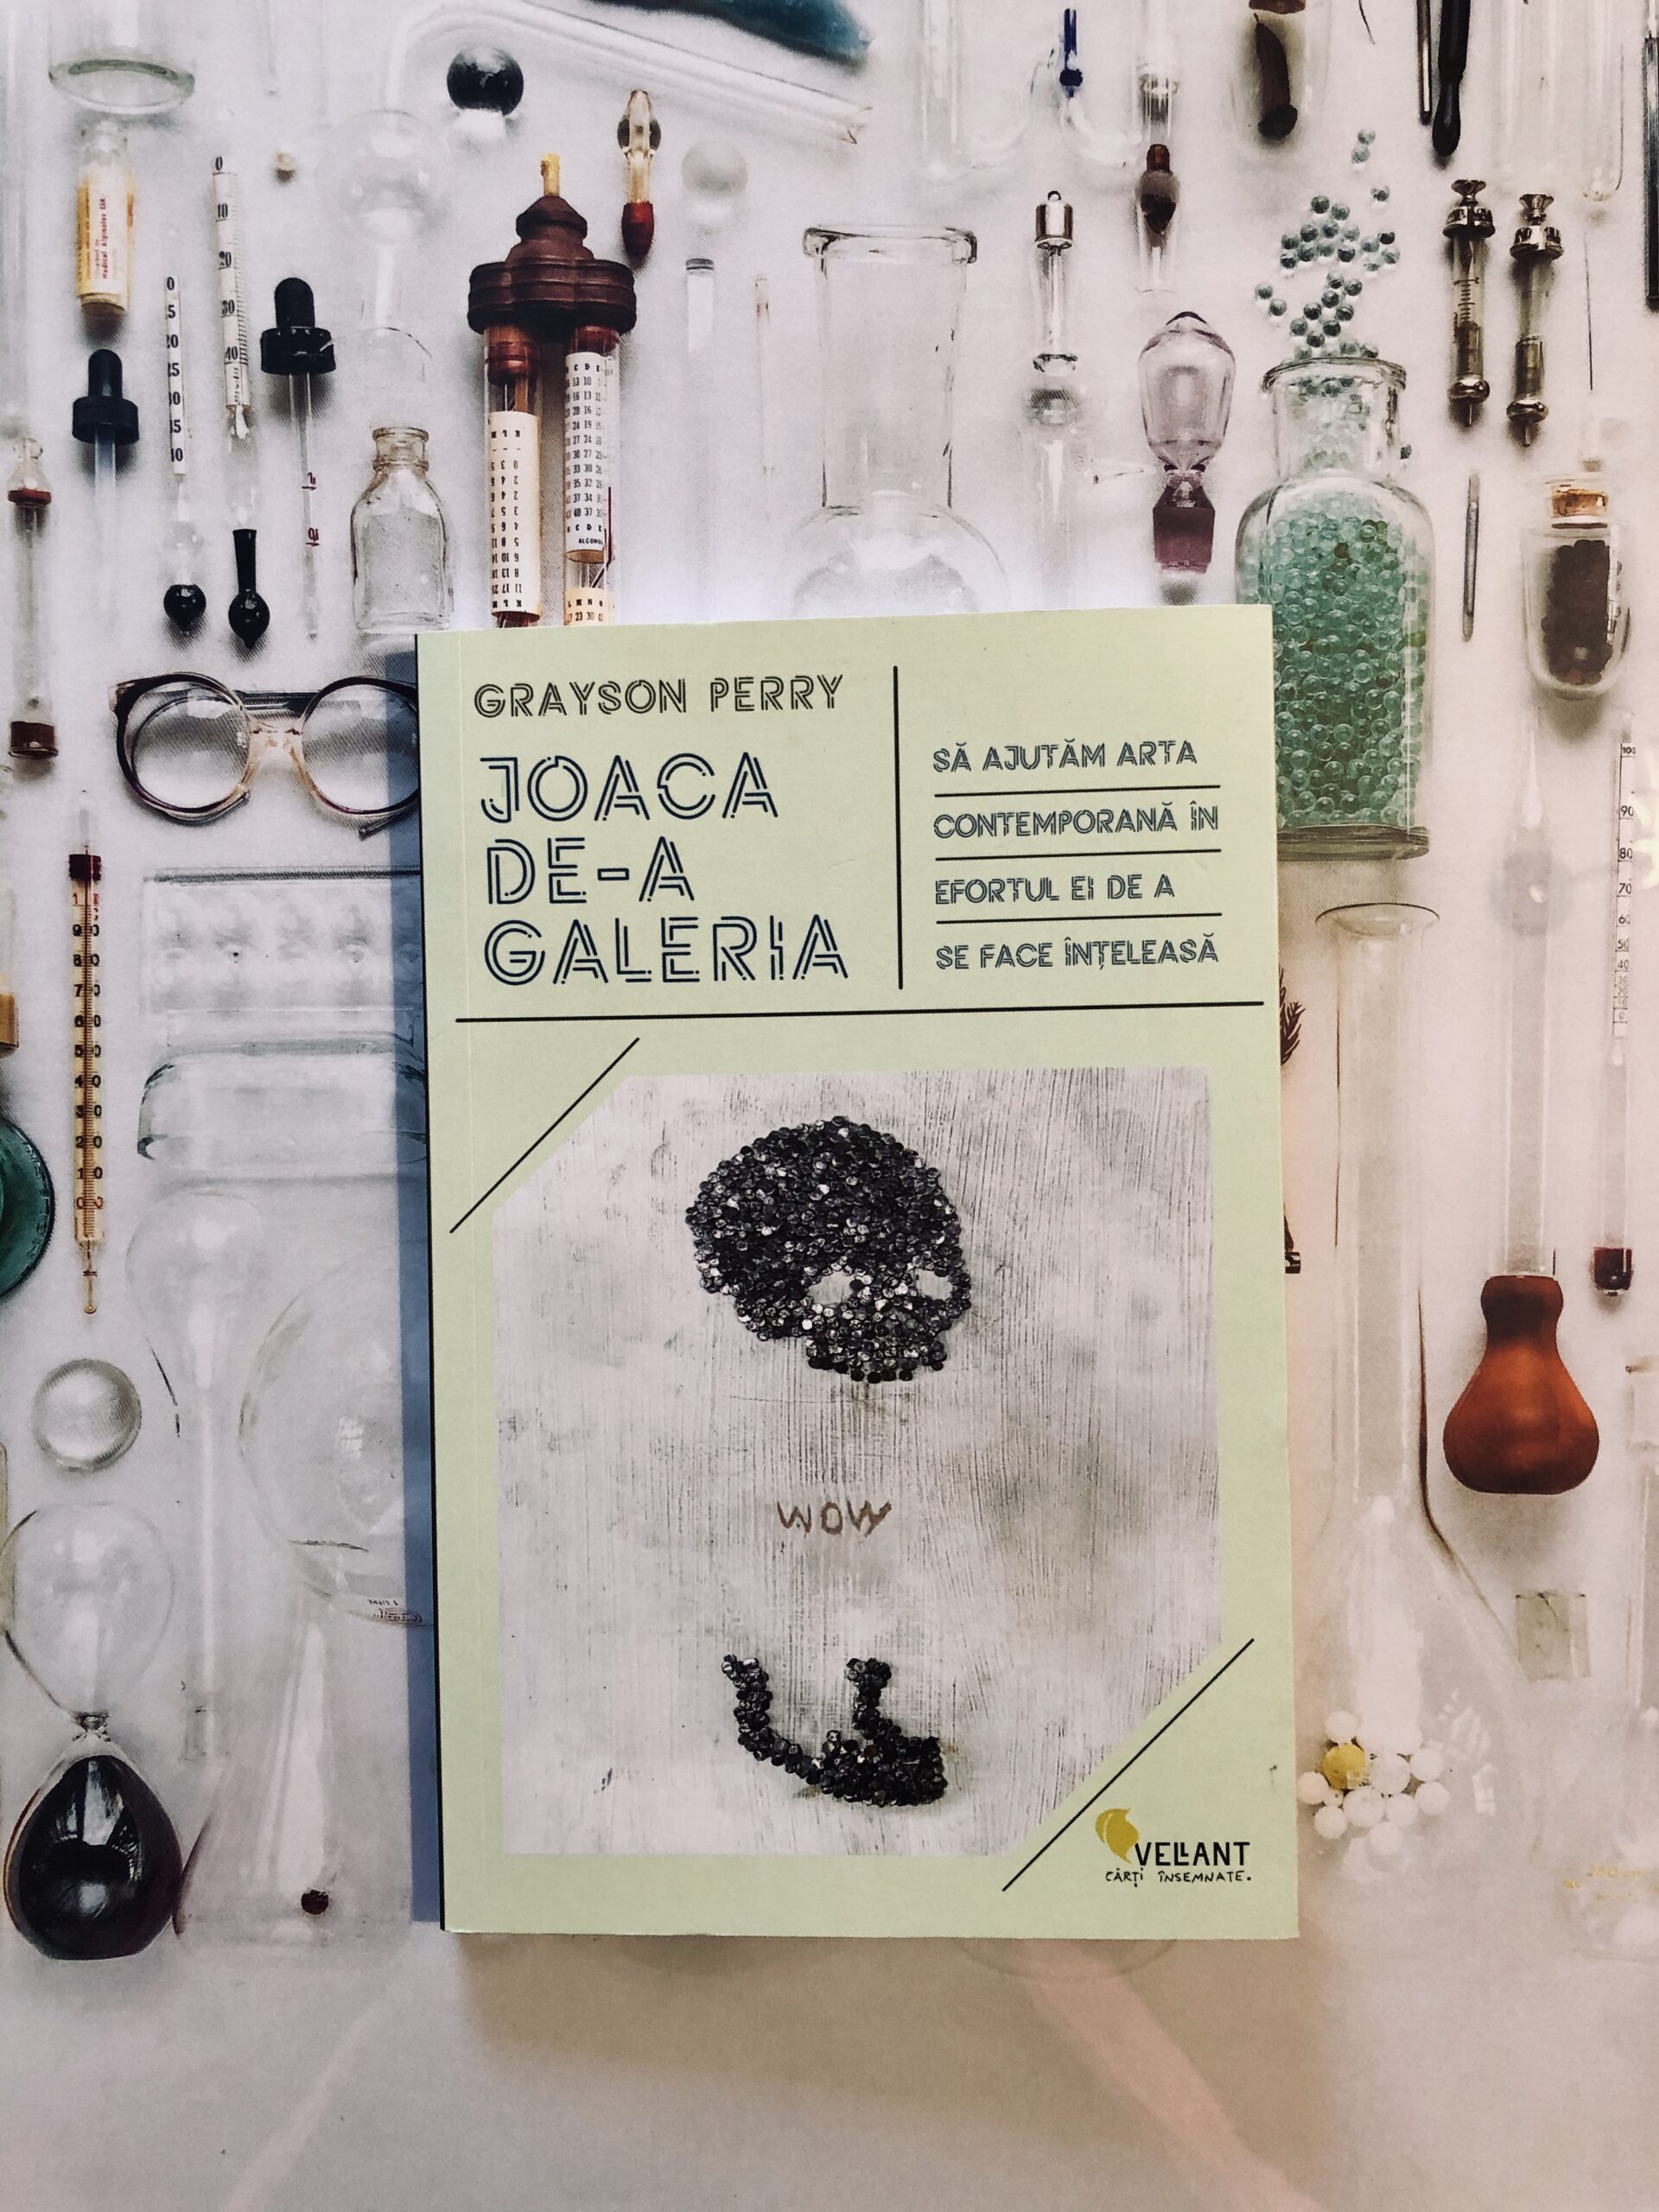 GRAYSON PERRY
JOACA
DE-A
GALERIA
SĂ AJUTĂM ARTA
CONTEMPORANĂ ÎN
EFORTUL EI DE A
SE FACE ÎNȚELEASĂ
WOW
VELLANT
CĂRȚI ÎNSEMNATE.